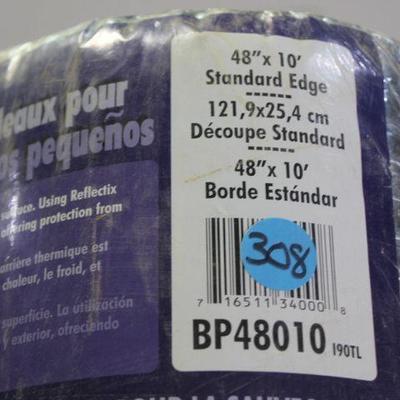 48" x 10'
Standard Edge
121,9x25,4 cm
Découpe Standard
48" x 10'
Borde Estándar
308
7 16511 34000 8
BP48010 I90TL
pour
pequeños
surface. Using Reflectix
offering protection from
arrière thermique est
chaleur, le froid, et
superficie. La utilización
y exterior, ofreciendo